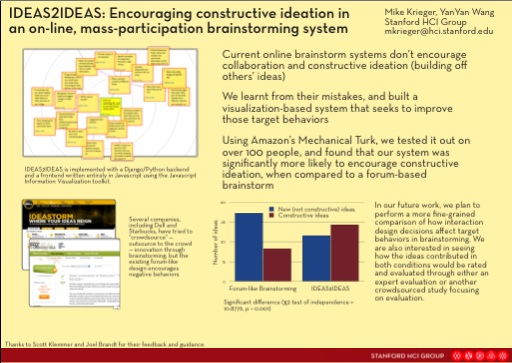 IDEAS2IDEAS: Encouraging constructive ideation in
an on-line, mass-participation brainstorming system
Mike Krieger, YanYan Wang
Stanford HCI Group
mkrieger@hci.stanford.edu
Current online brainstorm systems don't encourage
collaboration and constructive ideation (building off
others' ideas)
We learnt from their mistakes, and built a
visualization-based system that seeks to improve
those target behaviors
Using Amazon's Mechanical Turk, we tested it out on
over 100 people, and found that our system was
significantly more likely to encourage constructive
ideation, when compared to a forum-based
brainstorm
IDEAS2IDEAS is implemented with a Django/Python backend
and a frontend written entirely in Javascript using the Javascript
Information Visualization toolkit.
IDEASTORM
WHERE YOUR IDEAS REIGN
Several companies,
including Dell and
Starbucks, have tried to
"crowdsource" —
outsource to the crowd
— innovation through
brainstorming, but the
existing forum-like
design encourages
negative behaviors
Number of ideas
New (not constructive) ideas
Constructive ideas
Forum-like Brainstorming
IDEAS2IDEAS
Significant difference
test of independence =
In our future work, we plan to
perform a more fine-grained
comparison of how interaction
design decisions affect target
behaviors in brainstorming. We
are also interested in seeing
how the ideas contributed in
both conditions would be rated
and evaluated through either an
expert evaluation or another
crowdsourced study focusing
on evaluation.
Thanks to Scott Klemmer and Joel Brandt for their feedback and guidance.
STANFORD HCI GROUP